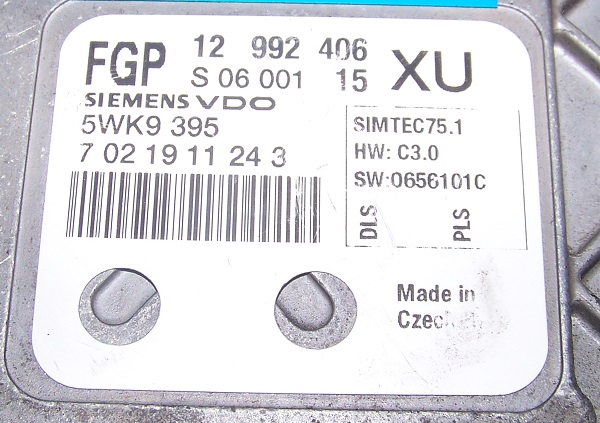 FGP 12 992 406 XU
S 06 001 15
SIEMENS VDO
5WK9 395
7 02 19 11 24 3
SIMTEC75.1
HW: C3.0
SW:0656101C
DLS
PLS
Made in